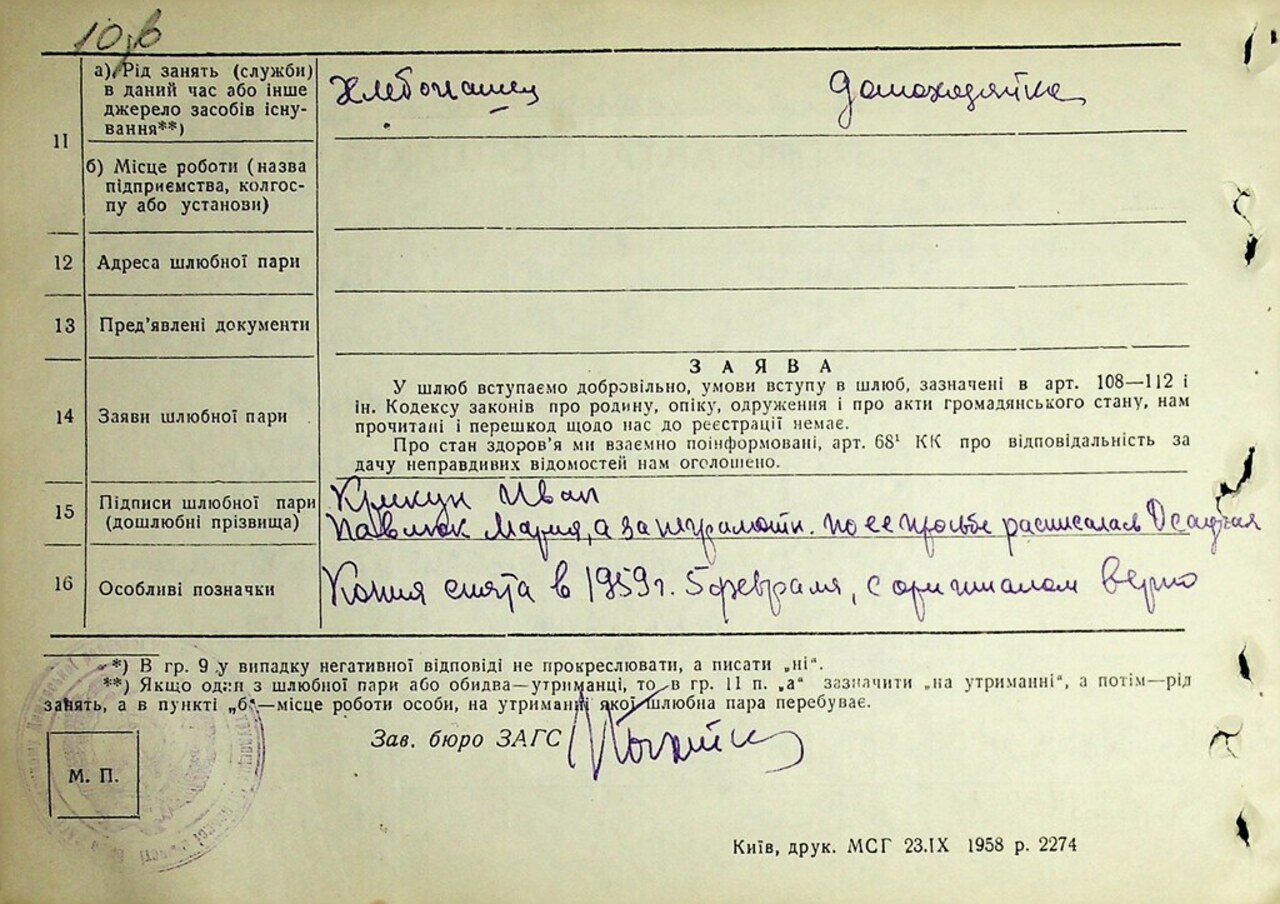 10 в
11
а) Рід занять (служби)
в даний час або інше
джерело засобів існу-
вання**)
Хлебопашец
Домохозяйка
б) Місце роботи (назва
підприємства, колгос-
пу або установи)
12
Адреса шлюбної пари
13
Пред’явлені документи
14
Заяви шлюбної пари
ЗАЯВА
У шлюб вступаємо добровільно, умови вступу в шлюб, зазначені в арт. 108—112 і
ін. Кодексу законів про родину, опіку, одруження і про акти громадянського стану, нам
прочитані і перешкод щодо нас до реєстрації немає.
Про стан здоров’я ми взаємно поінформовані, арт. 68¹ КК про відповідальність за
дачу неправдивих відомостей нам оголошено.
15
Підписи шлюбної пари
(дошлюбні прізвища)
Крикун Иван
Павлюк Мария, а за неграмотн. по ее просьбе расписалась Осадчая
16
Особливі позначки
Копия снята в 1959 г. 5 февраля, с оригиналом верно
*) В гр. 9 у випадку негативної відповіді не прокреслювати, а писати „ні“.
**) Якщо один з шлюбної пари або обидва—утриманці, то в гр. 11 п. „а“ зазначити „на утриманні“, а потім—рід
занять, а в пункті „б“—місце роботи особи, на утриманні якої шлюбна пара перебуває.
Зав. бюро ЗАГС
М. П.
Київ, друк. МСГ 23.IX 1958 р. 2274